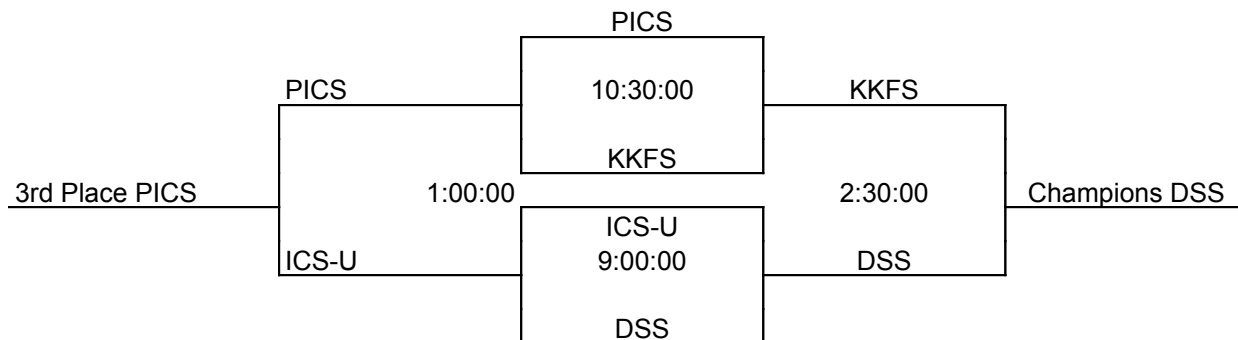 PICS
PICS 10:30:00 KKFS
KKFS
3rd Place PICS 1:00:00 2:30:00 Champions DSS
ICS-U
ICS-U 9:00:00 DSS
DSS